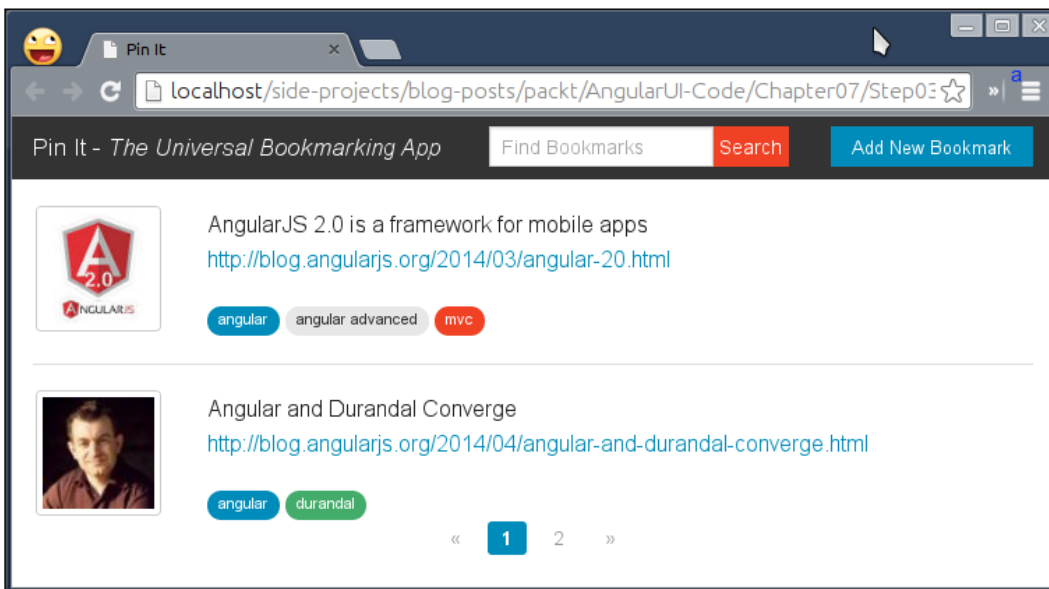 Pin It
localhost/side-projects/blog-posts/packt/AngularUI-Code/Chapter07/Step03
a
Pin It - The Universal Bookmarking App
Find Bookmarks
Search
Add New Bookmark
2.0
ANGULARJS
AngularJS 2.0 is a framework for mobile apps
http://blog.angularjs.org/2014/03/angular-20.html
angular
angular advanced
mvc
Angular and Durandal Converge
http://blog.angularjs.org/2014/04/angular-and-durandal-converge.html
angular
durandal
« 1 2 »